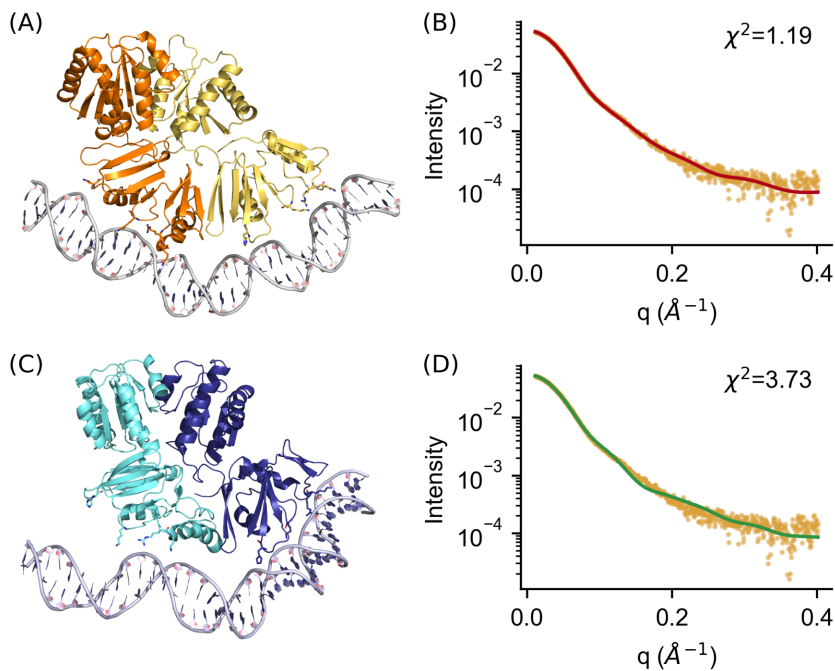 (A)
(B)
χ²=1.19
Intensity
10⁻²
10⁻³
10⁻⁴
0.0
0.2
0.4
q (Å⁻¹)
(C)
(D)
χ²=3.73
Intensity
10⁻²
10⁻³
10⁻⁴
0.0
0.2
0.4
q (Å⁻¹)